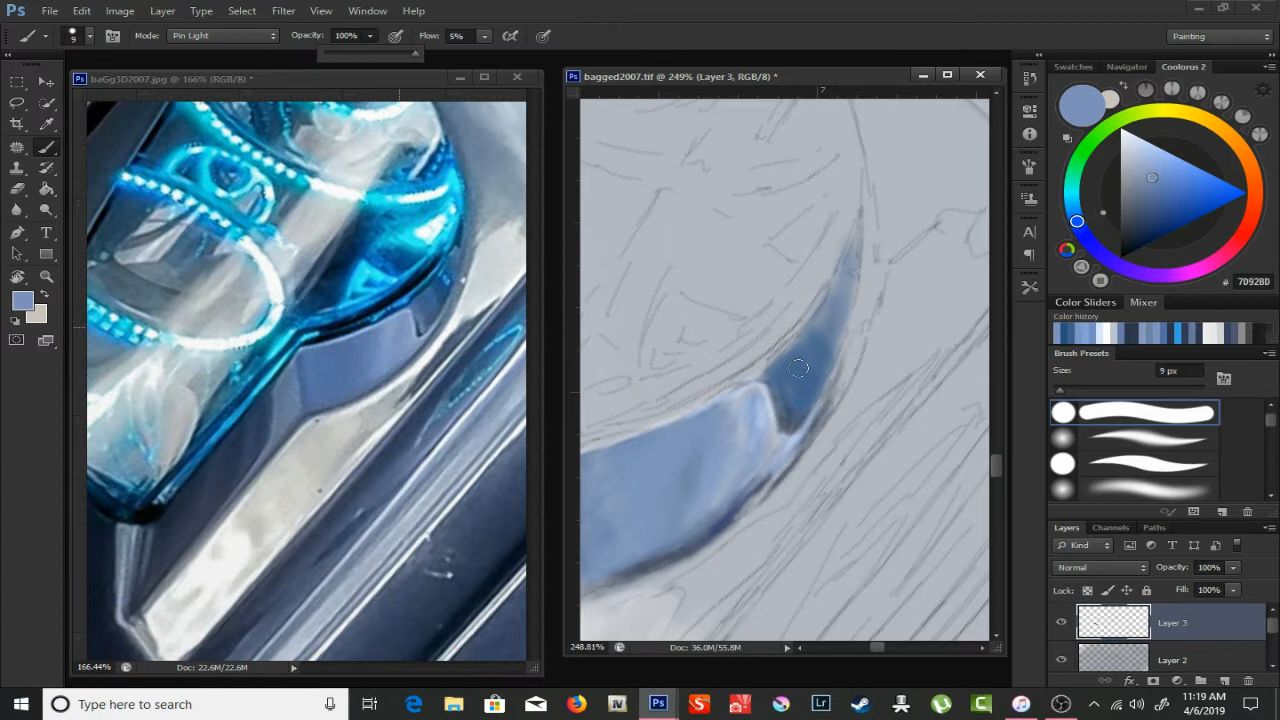 Ps File Edit Image Layer Type Select Filter View Window Help
9 Mode: Pin Light Opacity: 100% Flow: 5% Painting
Ps baGg3D2007.jpg @ 166% (RGB/8) *
Ps bagged2007.tif @ 249% (Layer 3, RGB/8) *
7
Swatches Navigator Coolorus 2
# 7D92BD
Color Sliders Mixer
Color history
Brush Presets
Size: 9 px
Layers Channels Paths
Kind
Normal Opacity: 100%
Lock: Fill: 100%
Layer 3
Layer 2
166.44% Doc: 22.6M/22.6M
248.81% Doc: 36.0M/55.8M
Type here to search
11:19 AM
4/6/2019